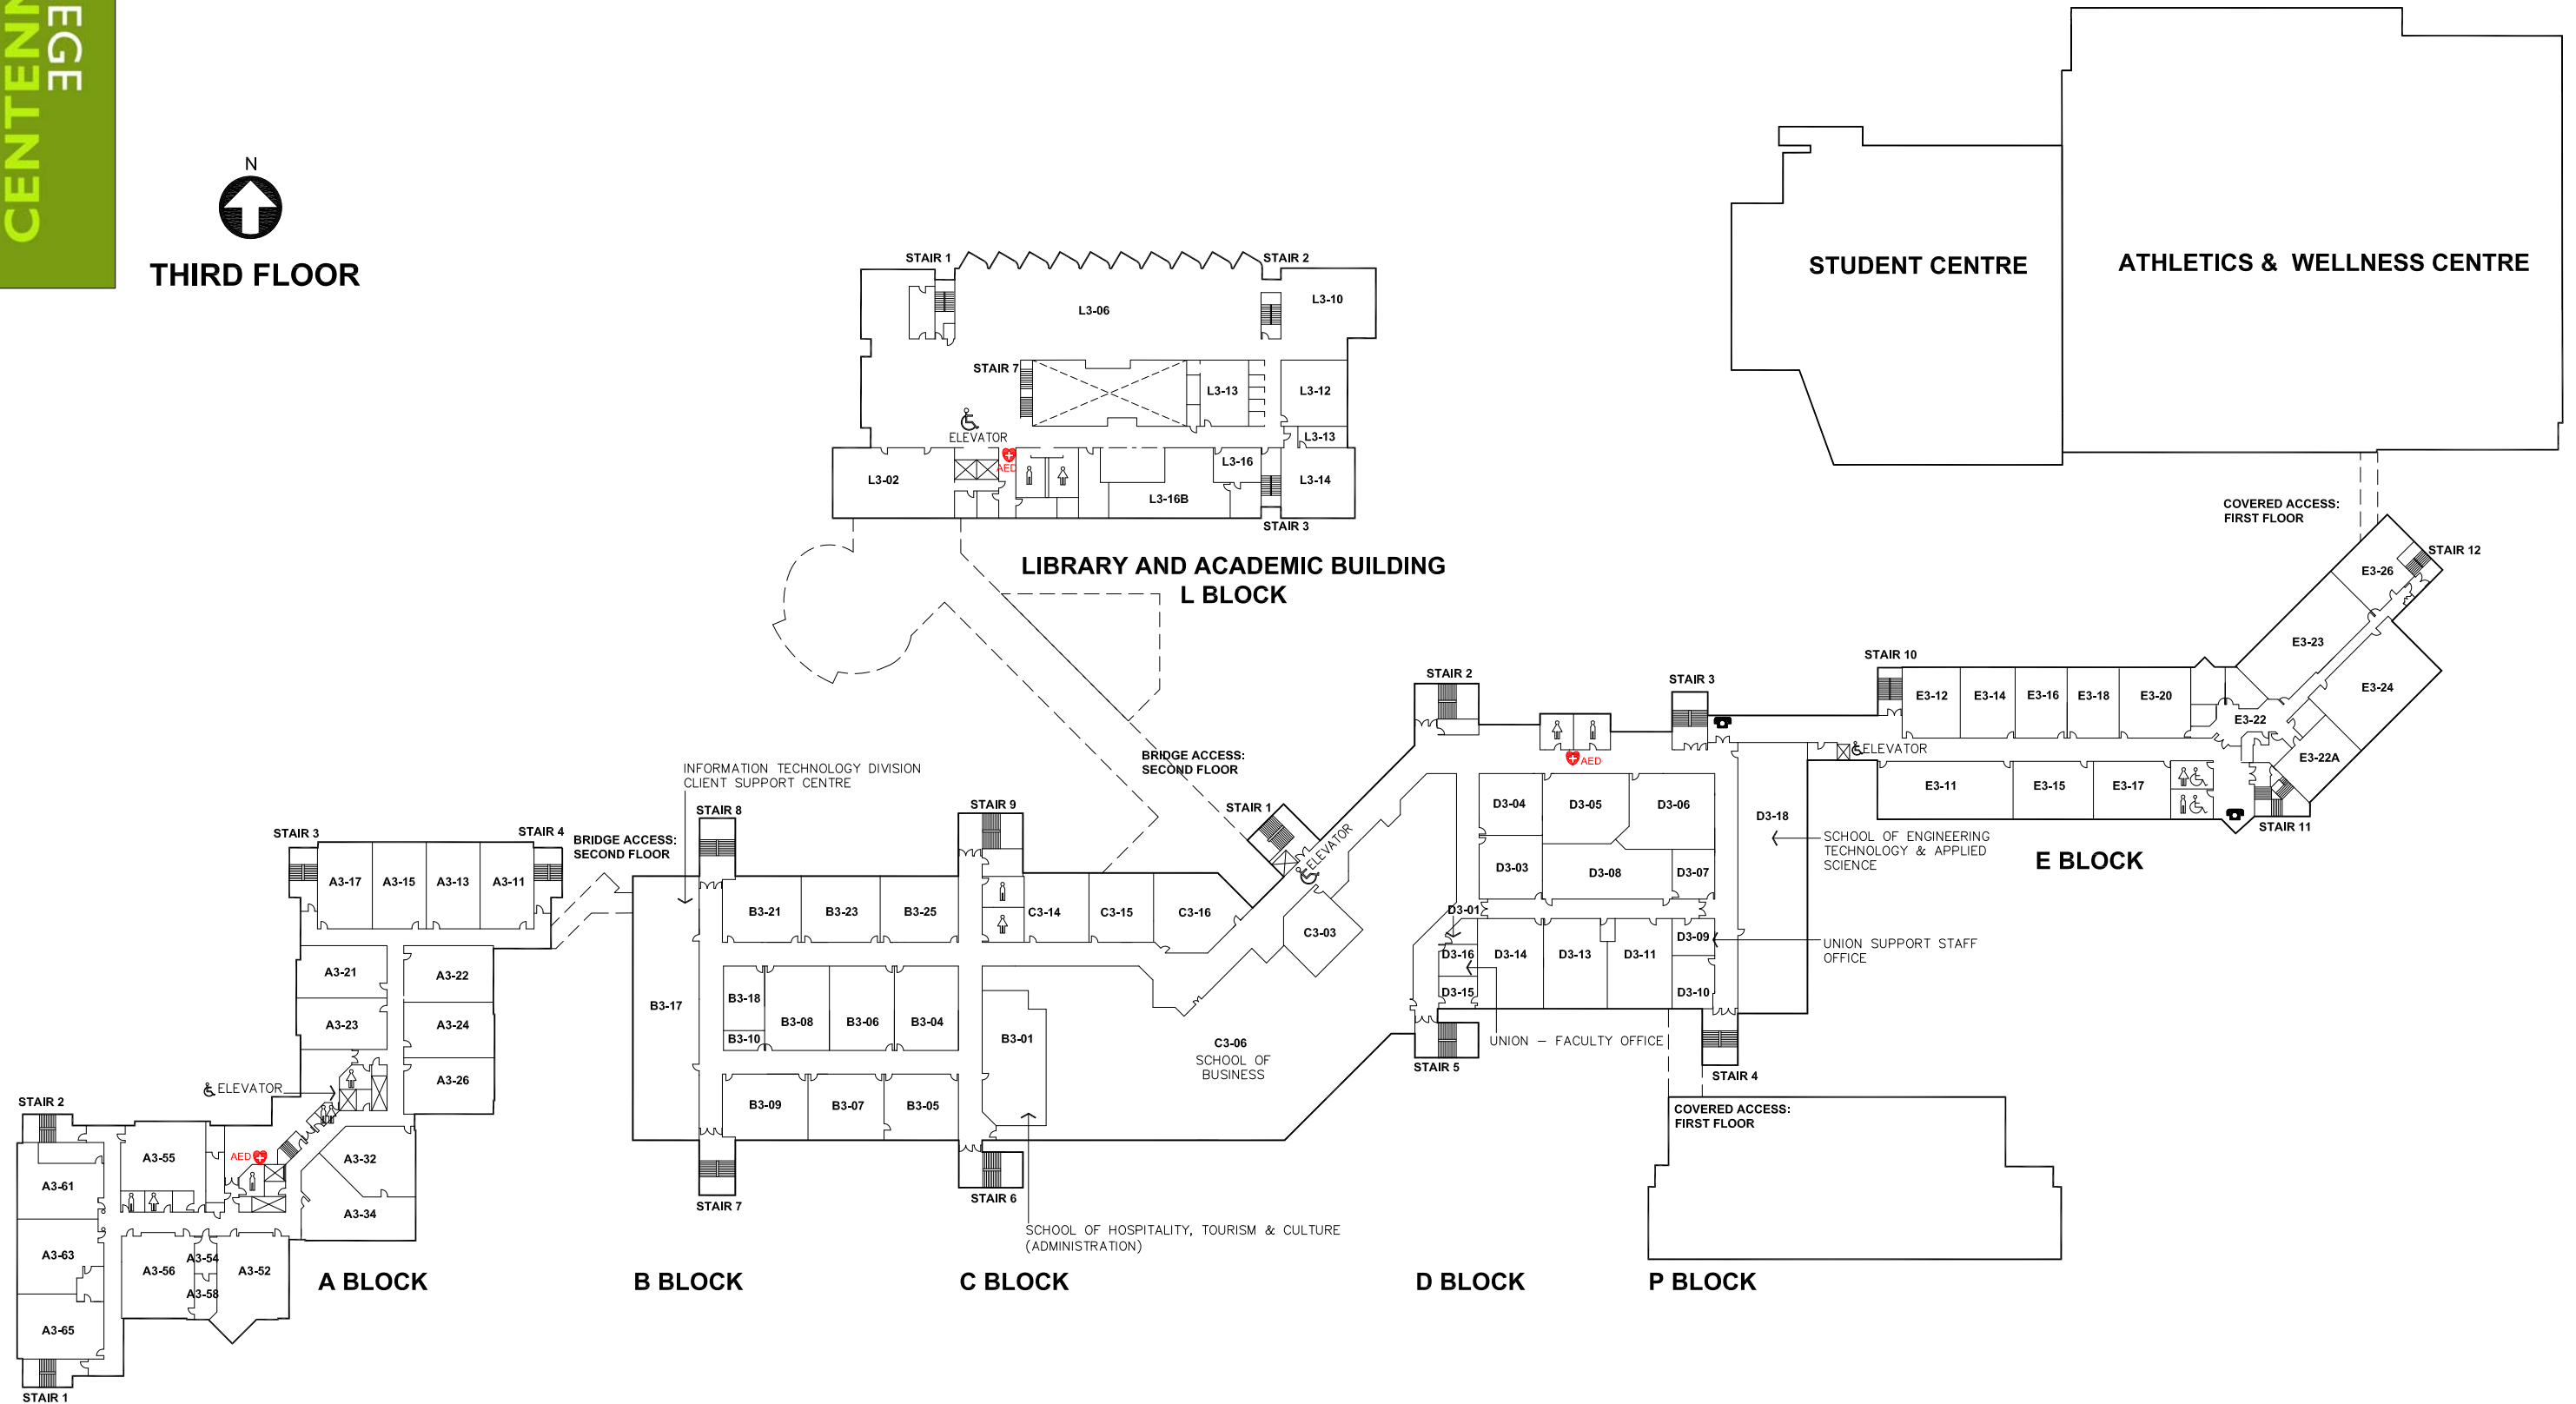 CENTENN
EGE
N
THIRD FLOOR
STUDENT CENTRE
ATHLETICS & WELLNESS CENTRE
COVERED ACCESS:
FIRST FLOOR
STAIR 1
STAIR 2
L3-06
L3-10
STAIR 7
L3-13
L3-12
ELEVATOR
AED
L3-13
L3-02
L3-16
L3-14
L3-16B
STAIR 3
LIBRARY AND ACADEMIC BUILDING
L BLOCK
BRIDGE ACCESS:
SECOND FLOOR
STAIR 12
E3-26
E3-23
E3-24
STAIR 10
E3-12
E3-14
E3-16
E3-18
E3-20
E3-22
E3-22A
ELEVATOR
E3-11
E3-15
E3-17
STAIR 11
E BLOCK
STAIR 2
STAIR 3
AED
D3-04
D3-05
D3-06
D3-18
SCHOOL OF ENGINEERING
TECHNOLOGY & APPLIED
SCIENCE
D3-03
D3-08
D3-07
D3-01
D3-09
UNION SUPPORT STAFF
OFFICE
D3-16
D3-14
D3-13
D3-11
D3-15
D3-10
UNION – FACULTY OFFICE
STAIR 5
STAIR 4
COVERED ACCESS:
FIRST FLOOR
INFORMATION TECHNOLOGY DIVISION
CLIENT SUPPORT CENTRE
STAIR 8
STAIR 9
STAIR 1
ELEVATOR
BRIDGE ACCESS:
SECOND FLOOR
B3-21
B3-23
B3-25
C3-14
C3-15
C3-16
C3-03
B3-17
B3-18
B3-08
B3-06
B3-04
B3-10
B3-01
C3-06
SCHOOL OF
BUSINESS
B3-09
B3-07
B3-05
STAIR 7
STAIR 6
SCHOOL OF HOSPITALITY, TOURISM & CULTURE
(ADMINISTRATION)
STAIR 3
STAIR 4
A3-17
A3-15
A3-13
A3-11
A3-21
A3-22
A3-23
A3-24
A3-26
ELEVATOR
STAIR 2
A3-55
AED
A3-32
A3-61
A3-34
A3-63
A3-54
A3-56
A3-52
A3-58
A3-65
STAIR 1
A BLOCK
B BLOCK
C BLOCK
D BLOCK
P BLOCK